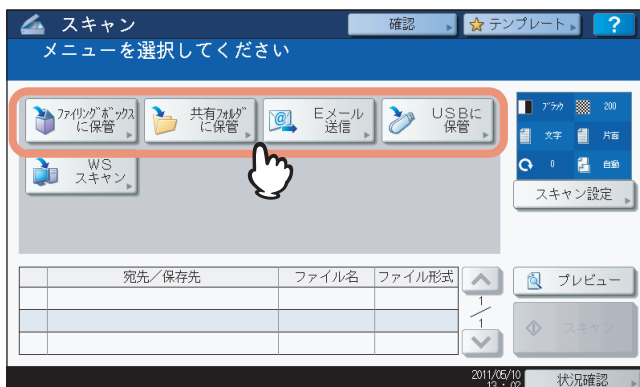 スキャン
確認
テンプレート
?
メニューを選択してください
ファイリングボックス
に保管
共有フォルダ
に保管
Eメール
送信
USBに
保管
WS
スキャン
ブラック
200
文字
片面
0
自動
スキャン設定
宛先/保存先
ファイル名
ファイル形式
1
1
プレビュー
スキャン
2011/05/10
13:02
状況確認